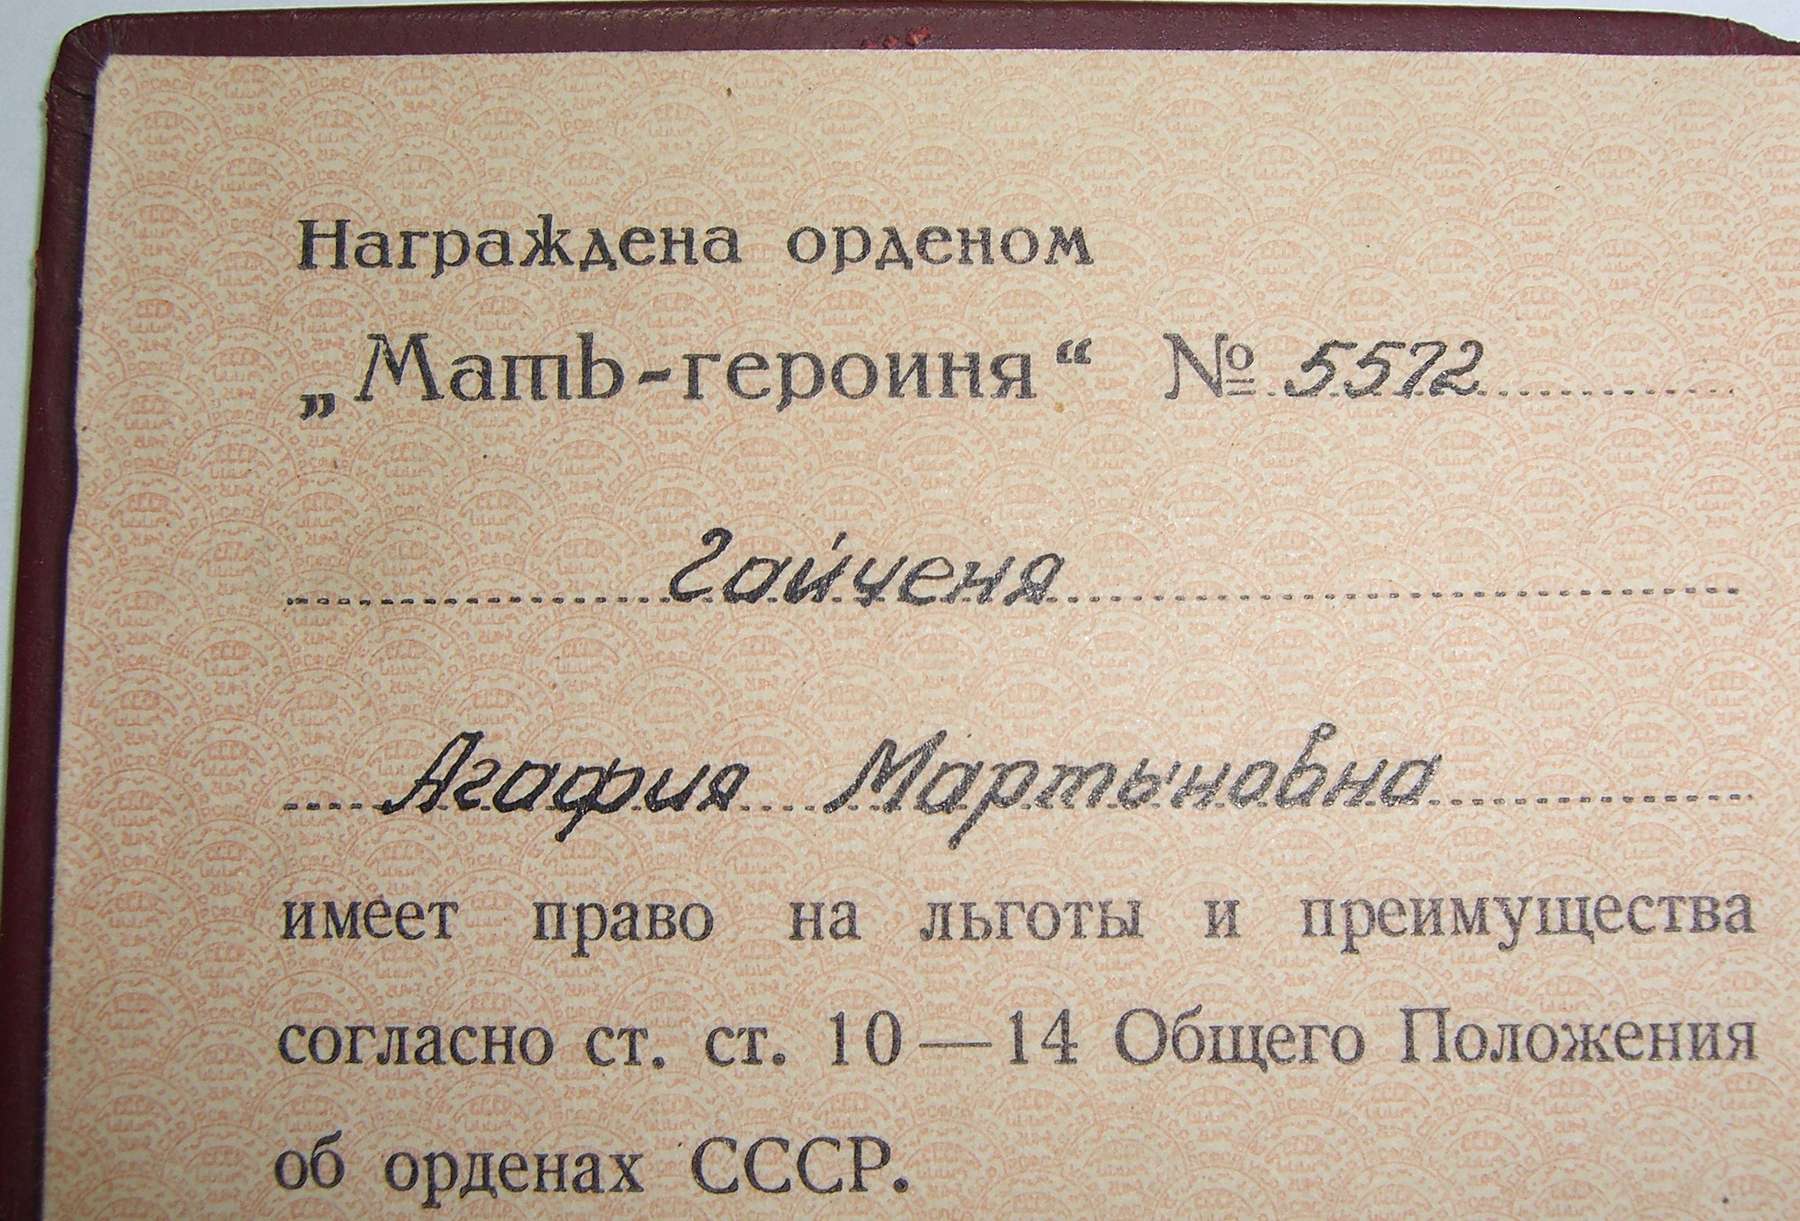 Награждена орденом
„Мать-героиня“ № 5572
Гайченя
Агафия Мартыновна
имеет право на льготы и преимущества
согласно ст. ст. 10—14 Общего Положения
об орденах СССР.